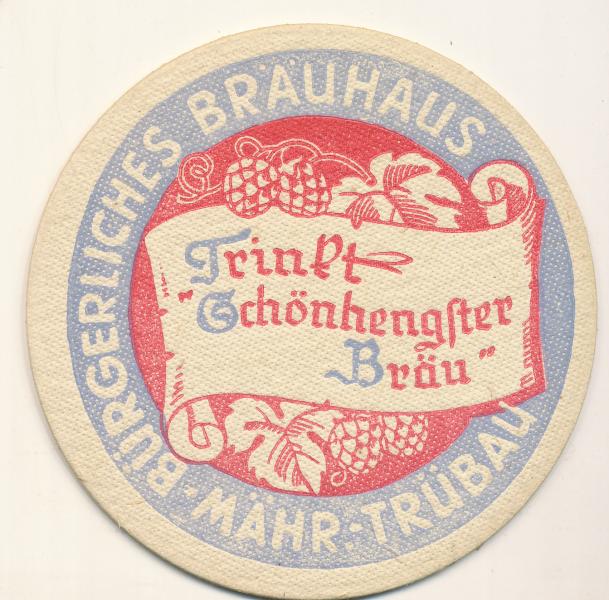 BÜRGERLICHES BRÄUHAUS
Trinkt
"Schönhengster
Bräu"
·MÄHR.-TRÜBAU